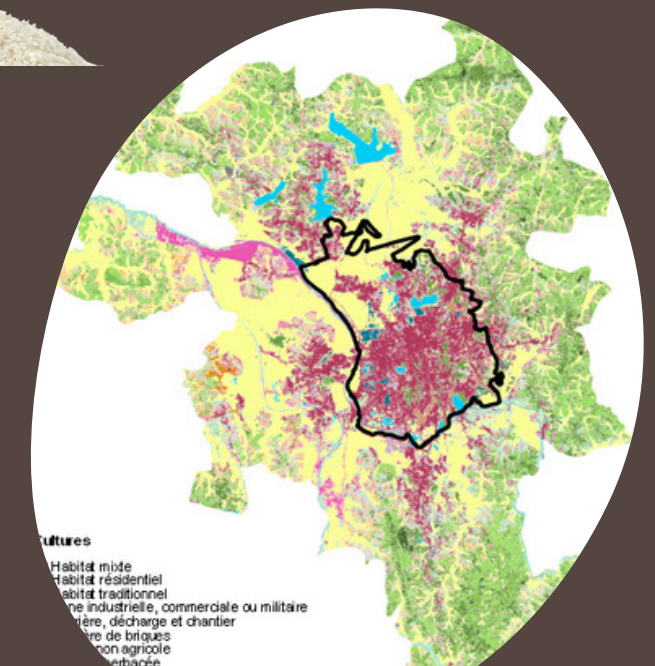 ultures
Habitat mixte
Habitat résidentiel
abitat traditionnel
ne industrielle, commerciale ou militaire
rière, décharge et chantier
ère de briques
non agricole
erbacée